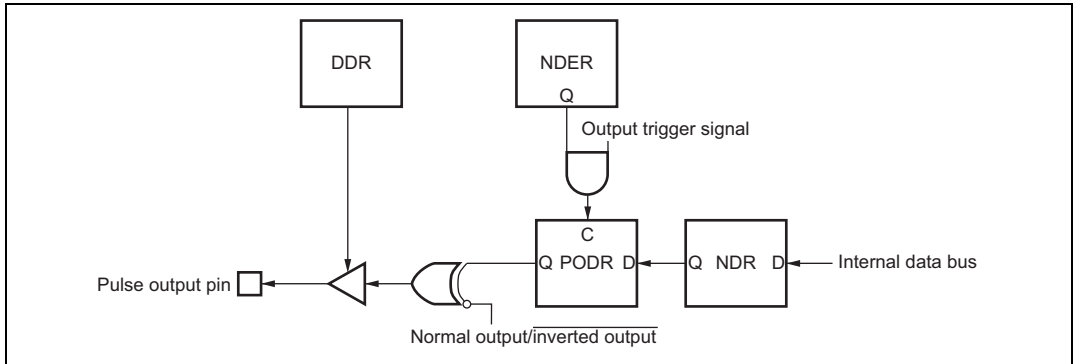 DDR
NDER
Q
Output trigger signal
C
Q PODR D
Q NDR D
Internal data bus
Pulse output pin
Normal output/inverted output